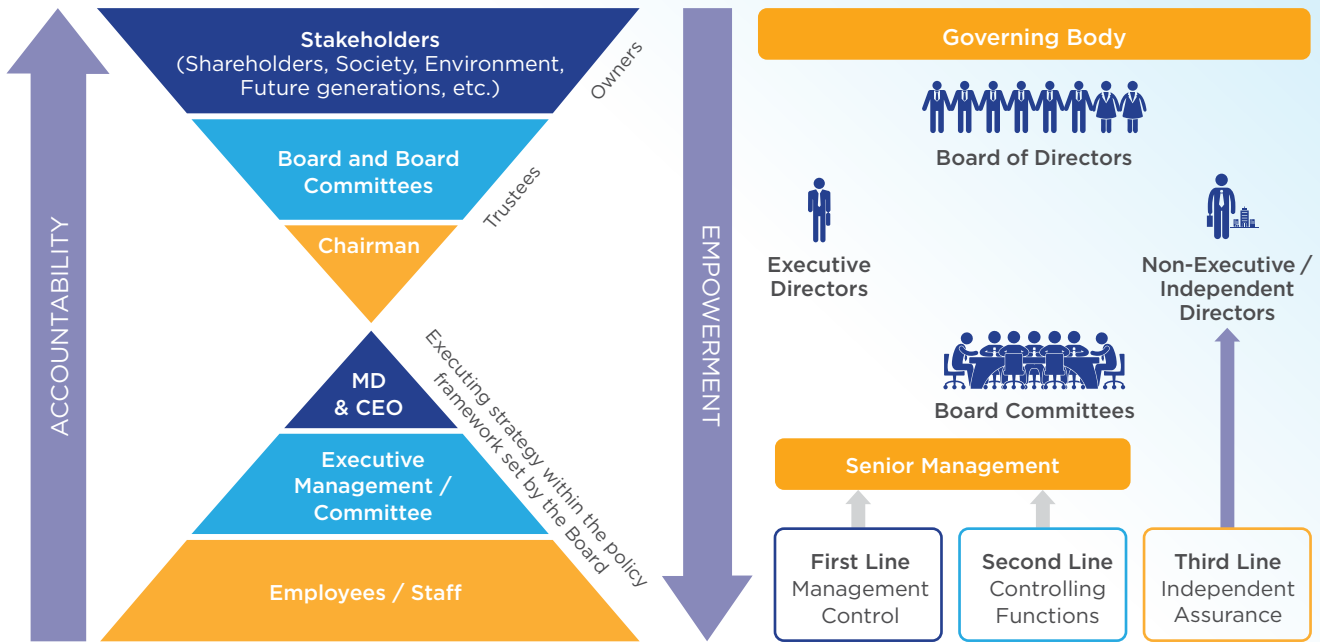 ACCOUNTABILITY
Stakeholders
(Shareholders, Society, Environment,
Future generations, etc.)
Owners
Board and Board
Committees
Trustees
Chairman
MD
& CEO
Executive
Management /
Committee
Employees / Staff
Executing strategy within the policy
framework set by the Board
EMPOWERMENT
Governing Body
Board of Directors
Executive
Directors
Non-Executive /
Independent
Directors
Board Committees
Senior Management
First Line
Management
Control
Second Line
Controlling
Functions
Third Line
Independent
Assurance